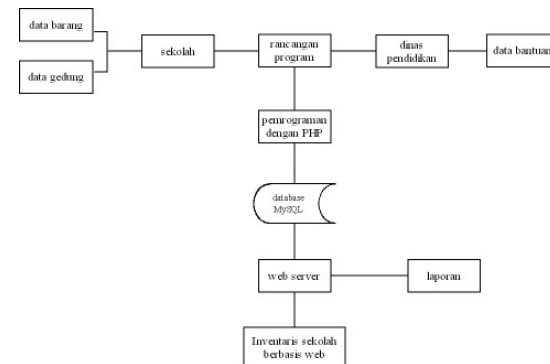 data barang
data gedung
sekolah
rancangan
program
dinas
pendidikan
data bantuan
pemrograman
dengan PHP
database
MySQL
web server
laporan
Inventaris sekolah
berbasis web